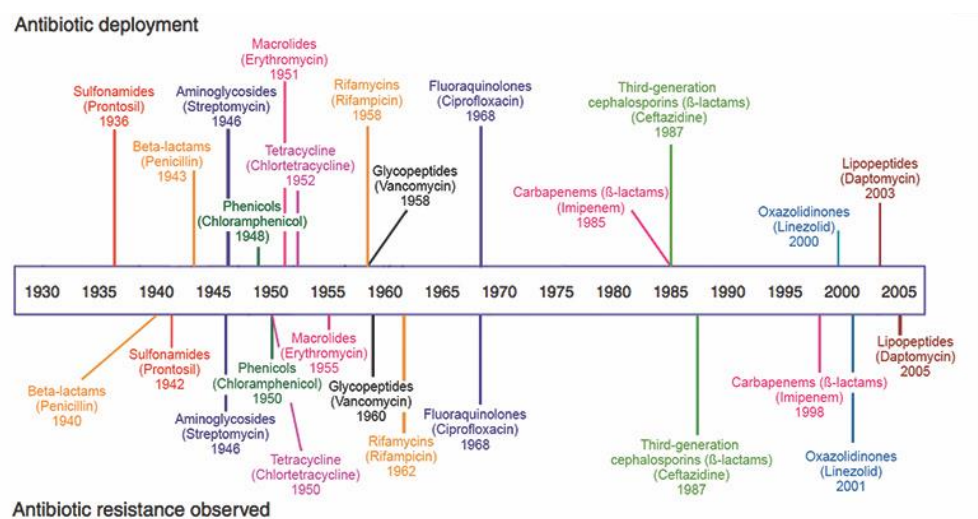 Antibiotic deployment
Sulfonamides
(Prontosil)
1936
Beta-lactams
(Penicillin)
1943
Aminoglycosides
(Streptomycin)
1946
Phenicols
(Chloramphenicol)
1948)
Macrolides
(Erythromycin)
1951
Tetracycline
(Chlortetracycline)
1952
Rifamycins
(Rifampicin)
1958
Glycopeptides
(Vancomycin)
1958
Fluoraquinolones
(Ciprofloxacin)
1968
Carbapenems (ß-lactams)
(Imipenem)
1985
Third-generation
cephalosporins (ß-lactams)
(Ceftazidine)
1987
Oxazolidinones
(Linezolid)
2000
Lipopeptides
(Daptomycin)
2003
1930 1935 1940 1945 1950 1955 1960 1965 1970 1975 1980 1985 1990 1995 2000 2005
Beta-lactams
(Penicillin)
1940
Sulfonamides
(Prontosil)
1942
Aminoglycosides
(Streptomycin)
1946
Phenicols
(Chloramphenicol)
1950
Tetracycline
(Chlortetracycline)
1950
Macrolides
(Erythromycin)
1955
Glycopeptides
(Vancomycin)
1960
Rifamycins
(Rifampicin)
1962
Fluoraquinolones
(Ciprofloxacin)
1968
Third-generation
cephalosporins (ß-lactams)
(Ceftazidine)
1987
Carbapenems (ß-lactams)
(Imipenem)
1998
Oxazolidinones
(Linezolid)
2001
Lipopeptides
(Daptomycin)
2005
Antibiotic resistance observed